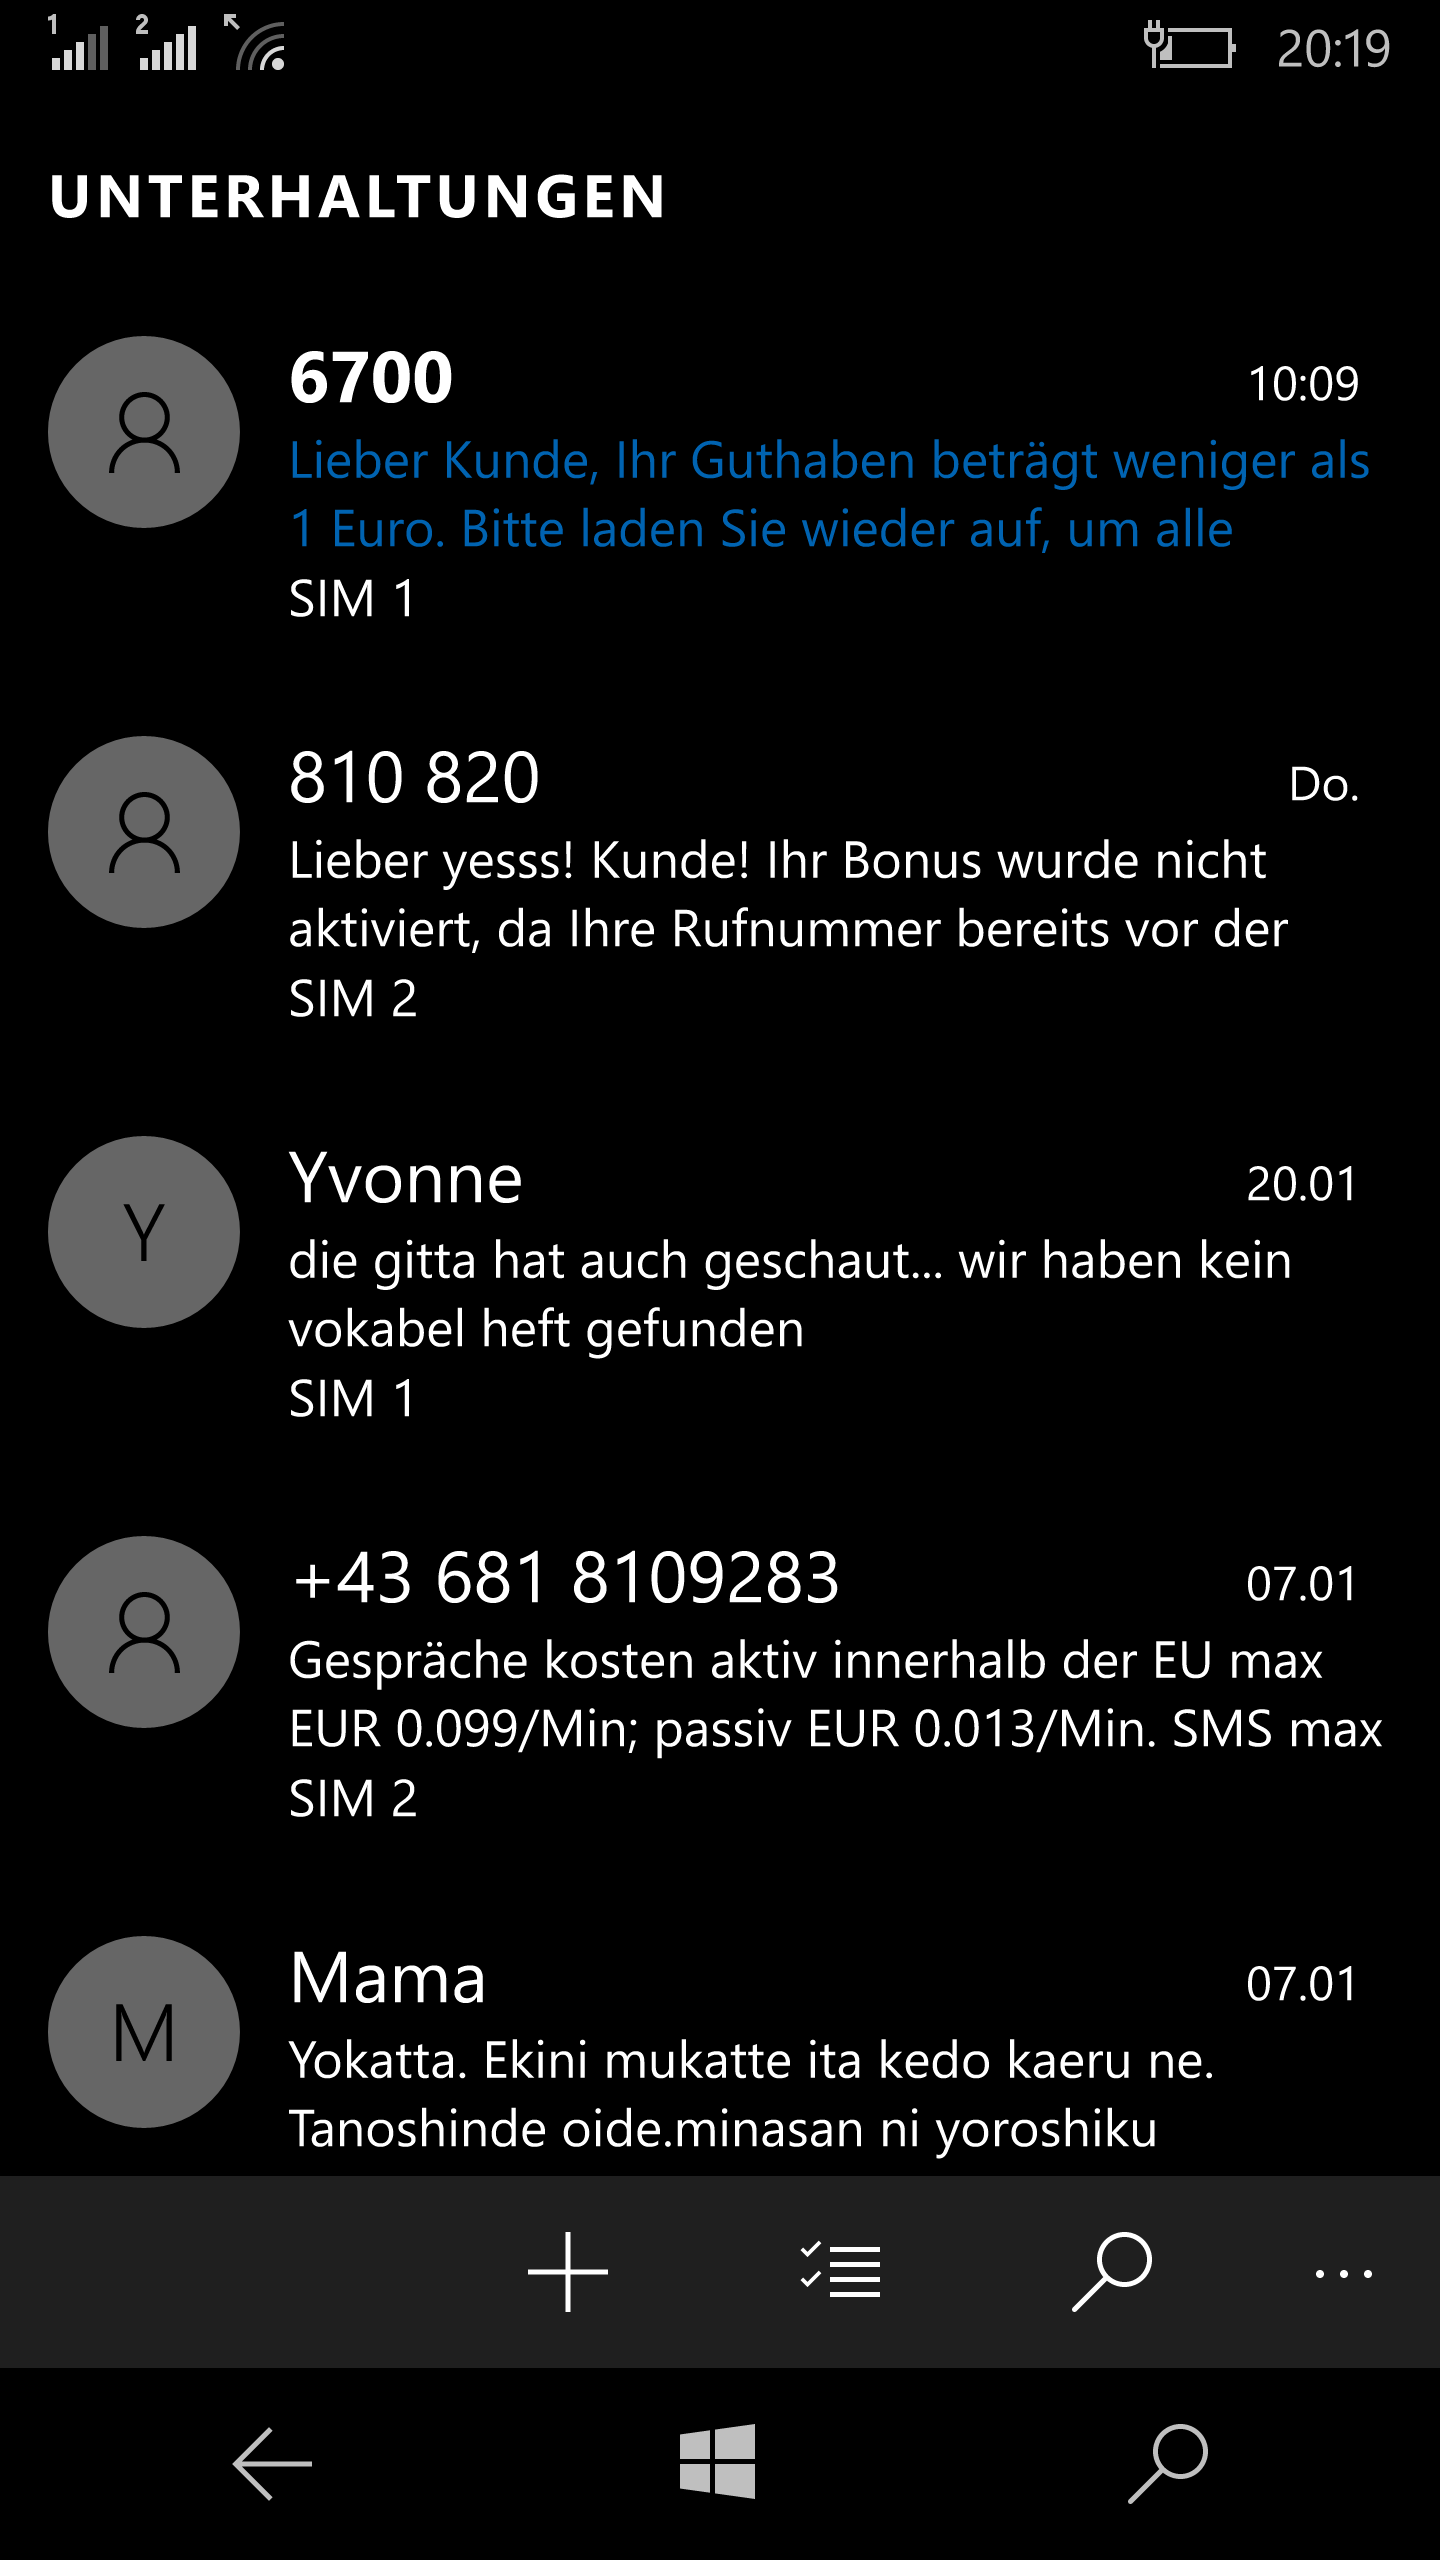 1 2 20:19
UNTERHALTUNGEN
6700 10:09
Lieber Kunde, Ihr Guthaben beträgt weniger als
1 Euro. Bitte laden Sie wieder auf, um alle
SIM 1
810 820 Do.
Lieber yesss! Kunde! Ihr Bonus wurde nicht
aktiviert, da Ihre Rufnummer bereits vor der
SIM 2
Y Yvonne 20.01
die gitta hat auch geschaut... wir haben kein
vokabel heft gefunden
SIM 1
+43 681 8109283 07.01
Gespräche kosten aktiv innerhalb der EU max
EUR 0.099/Min; passiv EUR 0.013/Min. SMS max
SIM 2
M Mama 07.01
Yokatta. Ekini mukatte ita kedo kaeru ne.
Tanoshinde oide.minasan ni yoroshiku